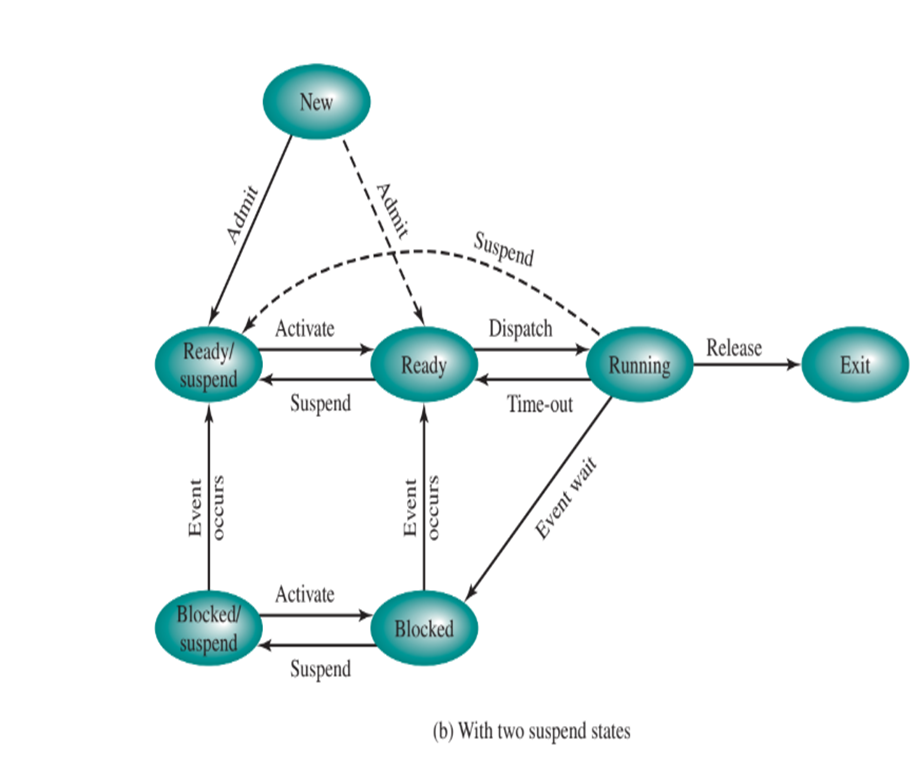 New
Admit
Admit
Suspend
Activate
Dispatch
Release
Ready/
suspend
Ready
Running
Exit
Suspend
Time-out
Event
occurs
Event
occurs
Event wait
Activate
Blocked/
suspend
Blocked
Suspend
(b) With two suspend states